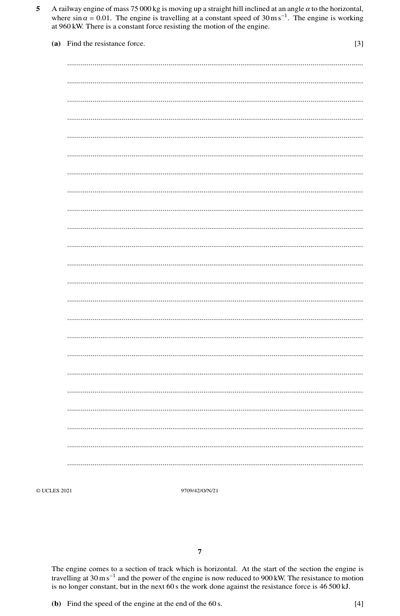 5 A railway engine of mass 75 000 kg is moving up a straight hill inclined at an angle α to the horizontal,
where sin α = 0.01. The engine is travelling at a constant speed of 30 m s⁻¹. The engine is working
at 960 kW. There is a constant force resisting the motion of the engine.
(a) Find the resistance force. [3]
© UCLES 2021 9709/42/O/N/21
7
The engine comes to a section of track which is horizontal. At the start of the section the engine is
travelling at 30 m s⁻¹ and the power of the engine is now reduced to 900 kW. The resistance to motion
is no longer constant, but in the next 60 s the work done against the resistance force is 46 500 kJ.
(b) Find the speed of the engine at the end of the 60 s. [4]